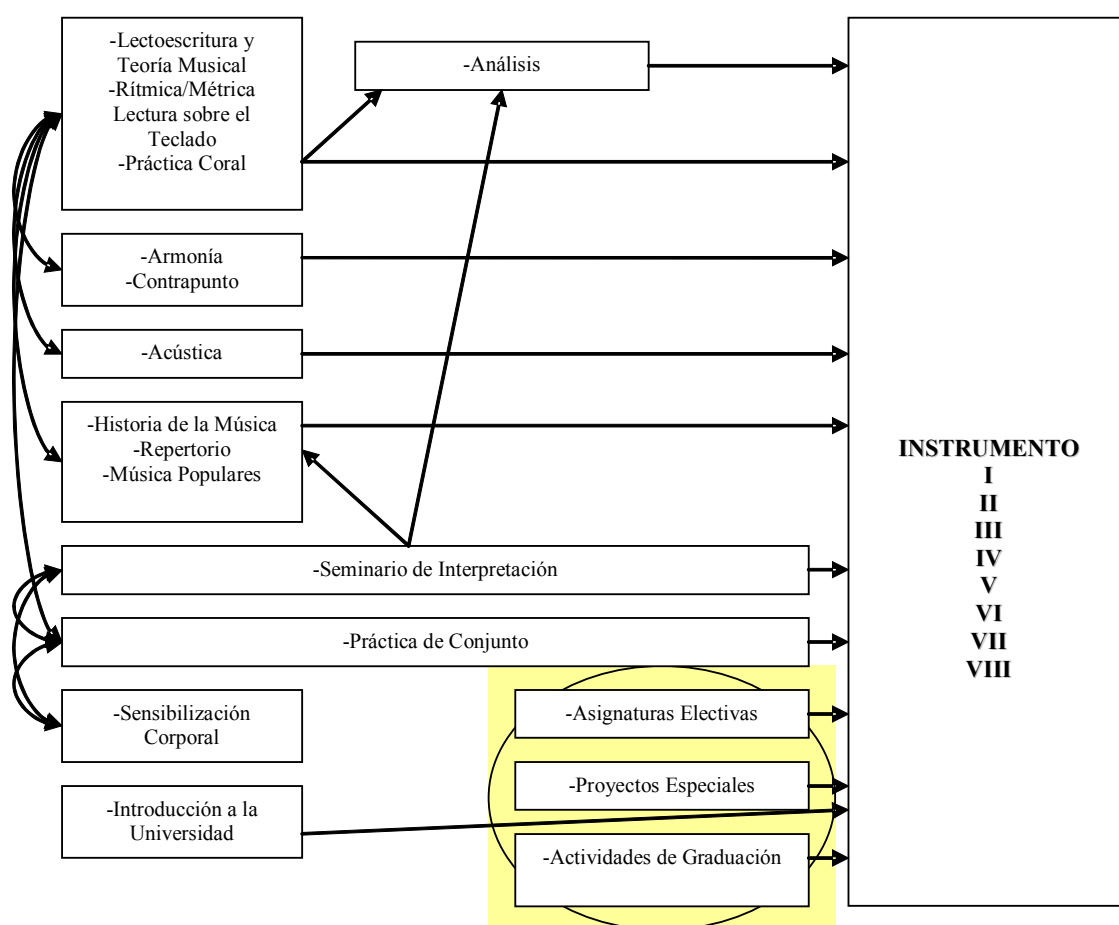 -Lectoescritura y
Teoría Musical
-Rítmica/Métrica
Lectura sobre el
Teclado
-Práctica Coral
-Análisis
-Armonía
-Contrapunto
-Acústica
-Historia de la Música
-Repertorio
-Música Populares
-Seminario de Interpretación
-Práctica de Conjunto
-Sensibilización
Corporal
-Introducción a la
Universidad
-Asignaturas Electivas
-Proyectos Especiales
-Actividades de Graduación
INSTRUMENTO
I
II
III
IV
V
VI
VII
VIII